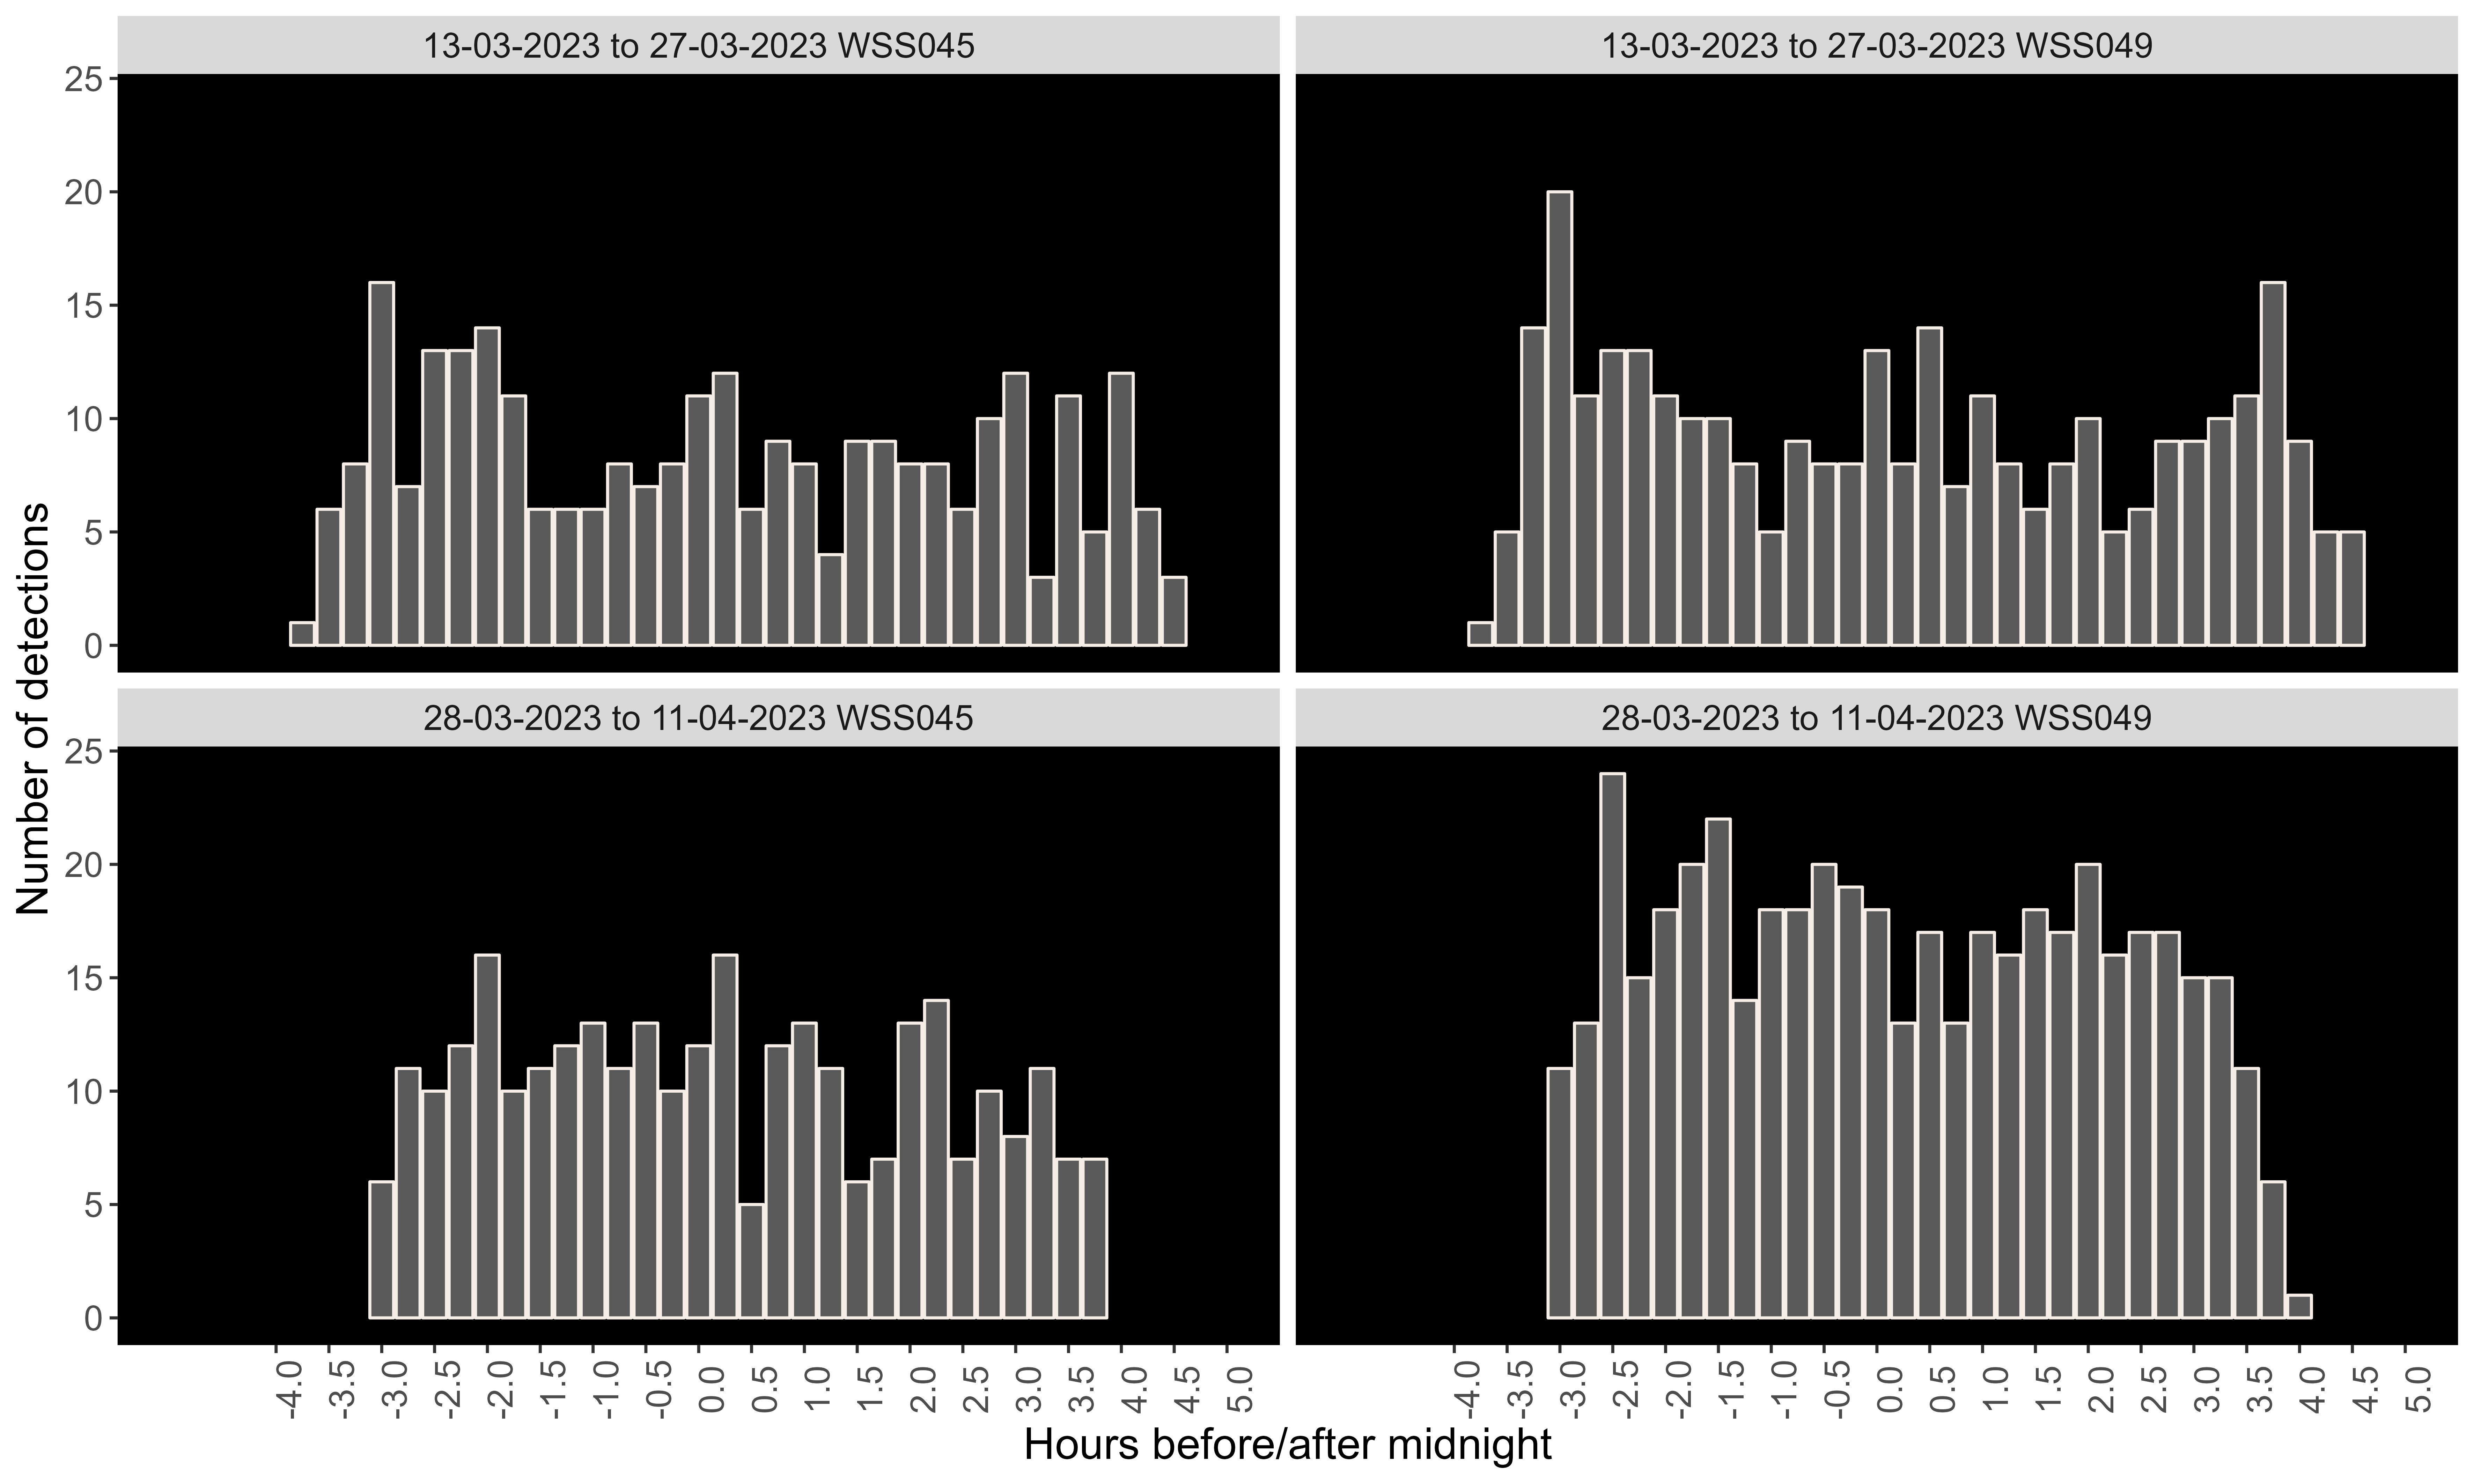 13-03-2023 to 27-03-2023 WSS045
13-03-2023 to 27-03-2023 WSS049
25
20
15
10
5
0
28-03-2023 to 11-04-2023 WSS045
28-03-2023 to 11-04-2023 WSS049
25
20
15
10
5
0
Number of detections
-4.0 -3.5 -3.0 -2.5 -2.0 -1.5 -1.0 -0.5 0.0 0.5 1.0 1.5 2.0 2.5 3.0 3.5 4.0 4.5 5.0
-4.0 -3.5 -3.0 -2.5 -2.0 -1.5 -1.0 -0.5 0.0 0.5 1.0 1.5 2.0 2.5 3.0 3.5 4.0 4.5 5.0
Hours before/after midnight